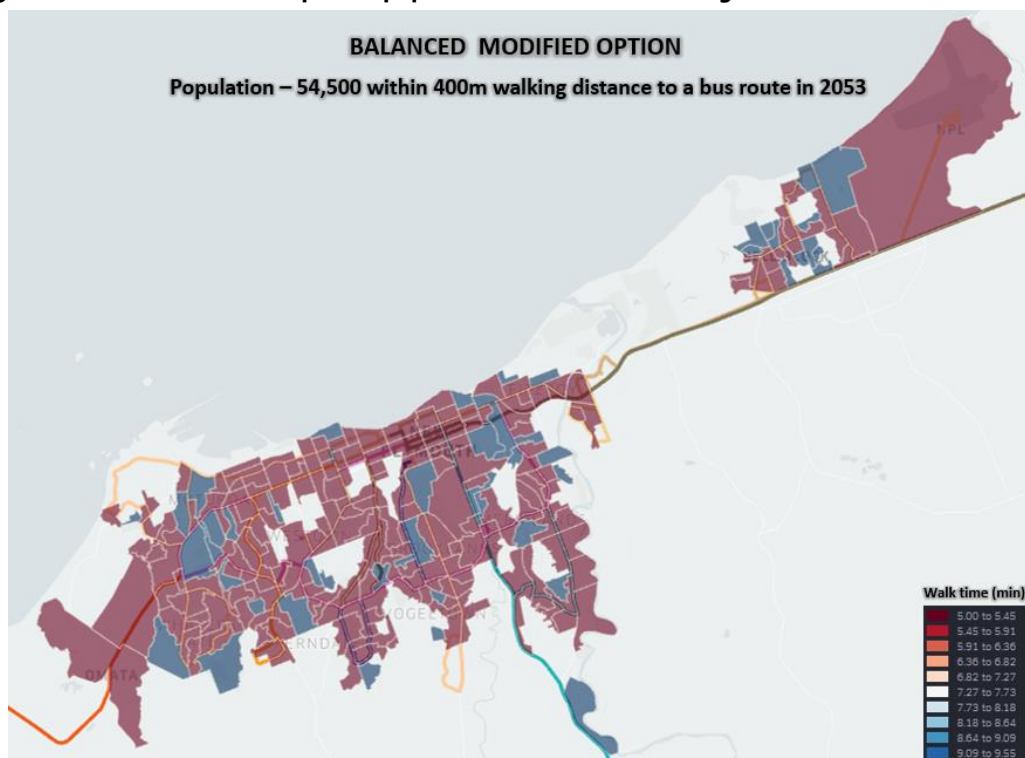 BALANCED MODIFIED OPTION
Population – 54,500 within 400m walking distance to a bus route in 2053
NPL
OMATA
Walk time (min)
5.00 to 5.45
5.45 to 5.91
5.91 to 6.36
6.36 to 6.82
6.82 to 7.27
7.27 to 7.73
7.73 to 8.18
8.18 to 8.64
8.64 to 9.09
9.09 to 9.55